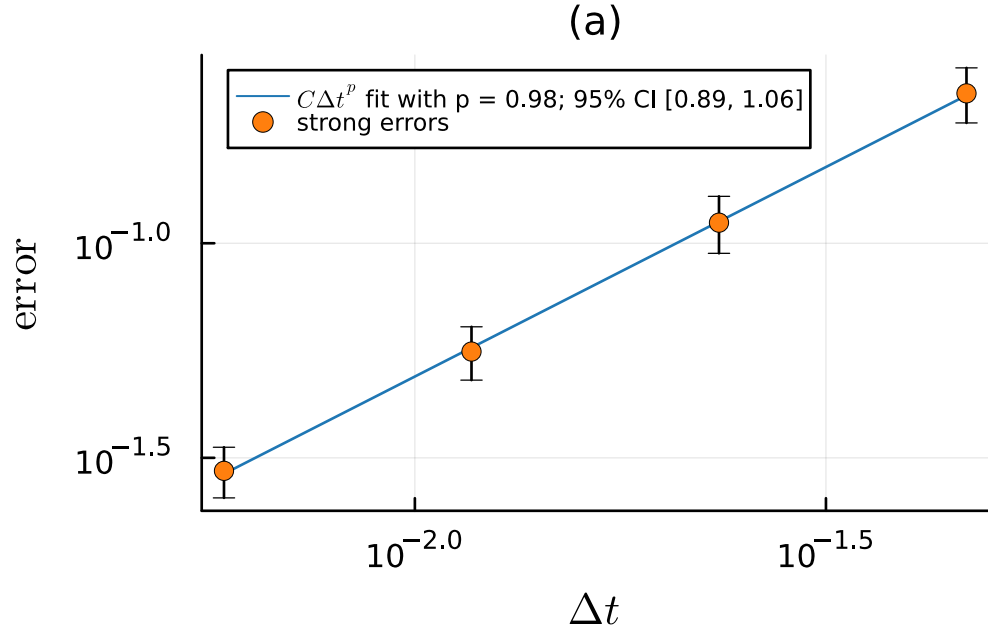 (a)
CΔt^p fit with p = 0.98; 95% CI [0.89, 1.06]
strong errors
error
10^−1.0
10^−1.5
10^−2.0
10^−1.5
Δt